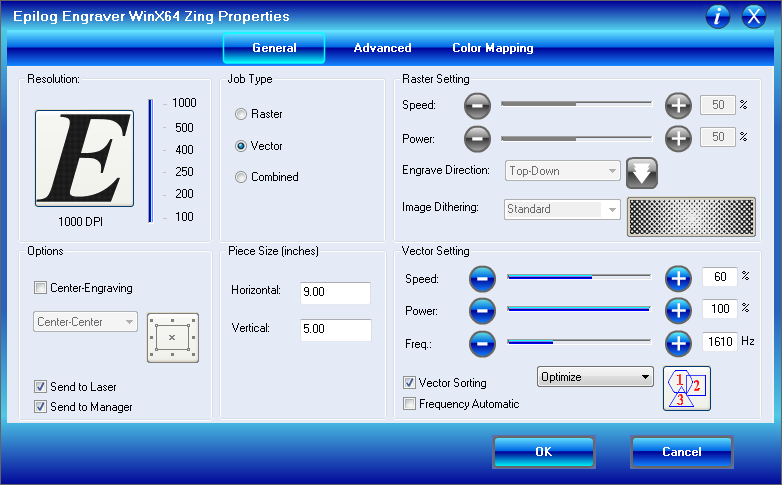 Epilog Engraver WinX64 Zing Properties
i X
General Advanced Color Mapping
Resolution:
E
1000 DPI
1000
500
400
250
200
100
Job Type
Raster
Vector
Combined
Raster Setting
Speed: 50 %
Power: 50 %
Engrave Direction: Top-Down
Image Dithering: Standard
Options
Center-Engraving
Center-Center
x
Send to Laser
Send to Manager
Piece Size (inches)
Horizontal: 9.00
Vertical: 5.00
Vector Setting
Speed: 60 %
Power: 100 %
Freq.: 1610 Hz
Vector Sorting Optimize
1 2
3
Frequency Automatic
OK Cancel